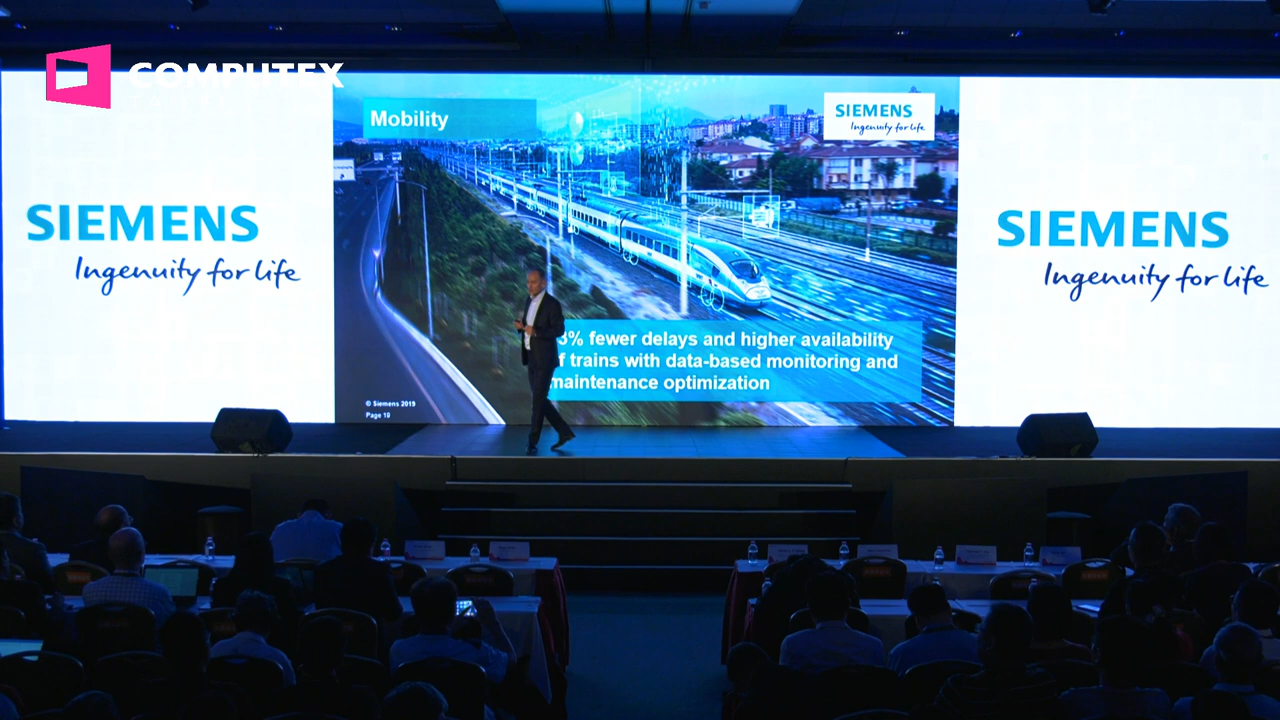 COMPUTEX
Mobility
SIEMENS
Ingenuity for life
SIEMENS
Ingenuity for life
SIEMENS
Ingenuity for life
3% fewer delays and higher availability
f trains with data-based monitoring and
maintenance optimization
© Siemens 2019
Page 10